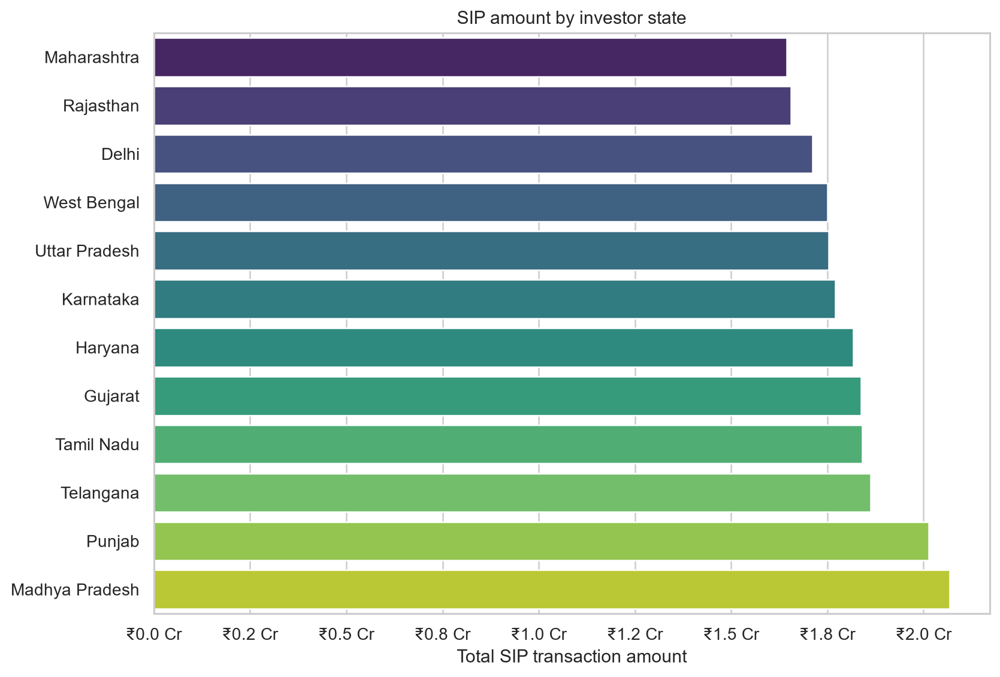 SIP amount by investor state
Maharashtra
Rajasthan
Delhi
West Bengal
Uttar Pradesh
Karnataka
Haryana
Gujarat
Tamil Nadu
Telangana
Punjab
Madhya Pradesh
₹0.0 Cr ₹0.2 Cr ₹0.5 Cr ₹0.8 Cr ₹1.0 Cr ₹1.2 Cr ₹1.5 Cr ₹1.8 Cr ₹2.0 Cr
Total SIP transaction amount